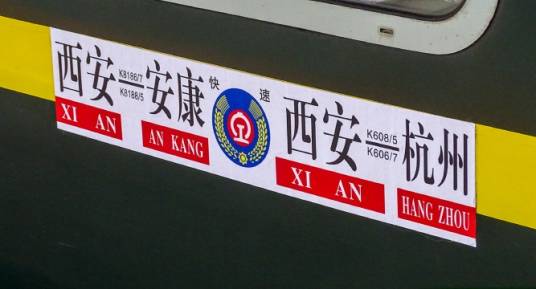 西安 K8186/7 K8188/5 安康 快速 西安 K608/5 K606/7 杭州
XI AN AN KANG XI AN HANG ZHOU